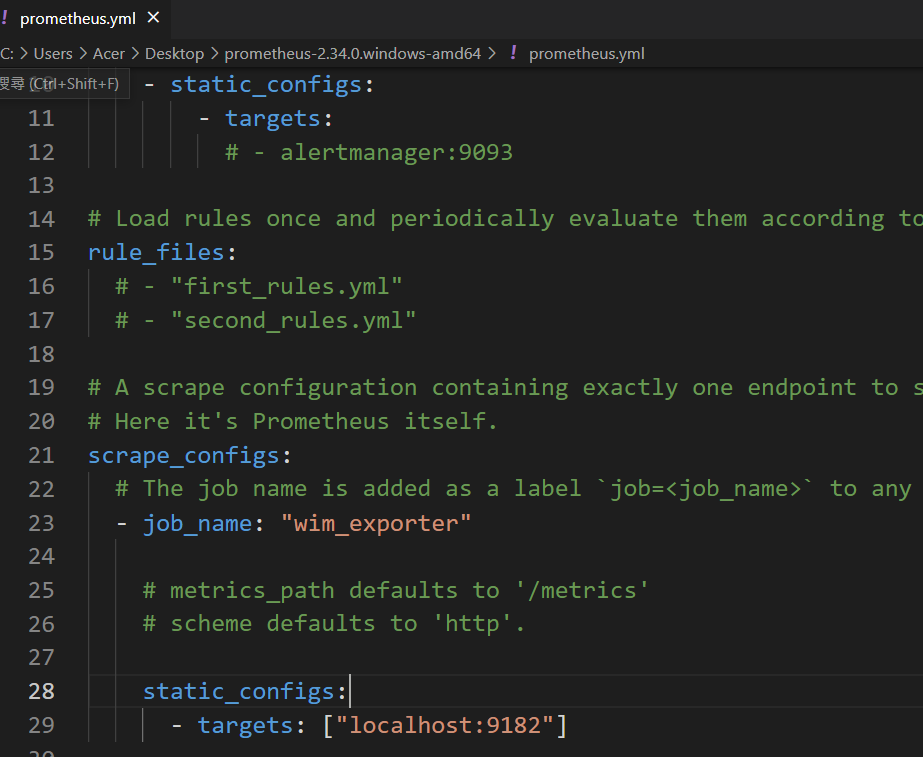 ! prometheus.yml ×
C: > Users > Acer > Desktop > prometheus-2.34.0.windows-amd64 > ! prometheus.yml
搜尋 (Ctrl+Shift+F)
- static_configs:
11 - targets:
12 # - alertmanager:9093
13
14 # Load rules once and periodically evaluate them according to
15 rule_files:
16 # - "first_rules.yml"
17 # - "second_rules.yml"
18
19 # A scrape configuration containing exactly one endpoint to s
20 # Here it's Prometheus itself.
21 scrape_configs:
22 # The job name is added as a label `job=<job_name>` to any
23 - job_name: "wim_exporter"
24
25 # metrics_path defaults to '/metrics'
26 # scheme defaults to 'http'.
27
28 static_configs:
29 - targets: ["localhost:9182"]